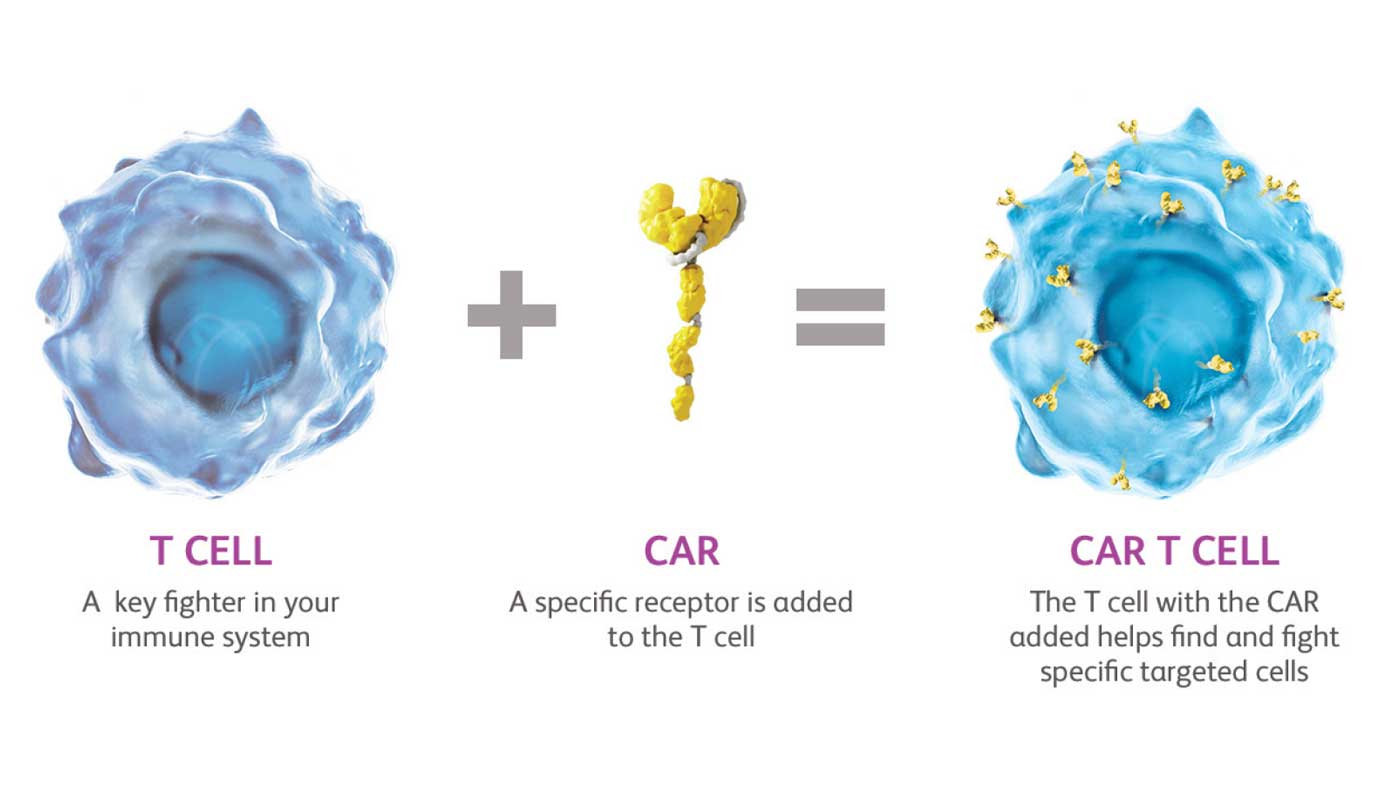 T CELL
A key fighter in your
immune system
CAR
A specific receptor is added
to the T cell
CAR T CELL
The T cell with the CAR
added helps find and fight
specific targeted cells